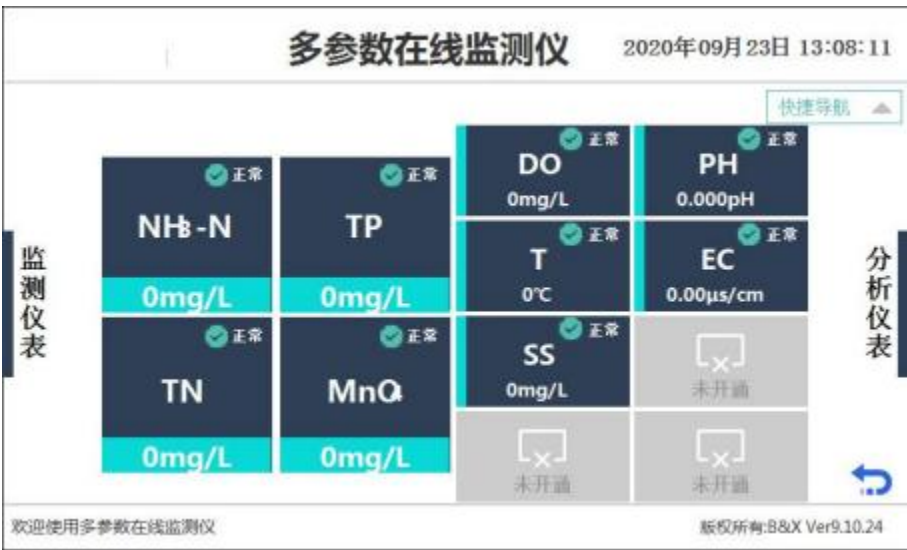 多参数在线监测仪
2020年09月23日 13:08:11
快捷导航
监测仪表
正常
NH3-N
0mg/L
正常
TP
0mg/L
正常
TN
0mg/L
正常
MnO4
0mg/L
正常
DO
0mg/L
正常
PH
0.000pH
正常
T
0℃
正常
EC
0.00μs/cm
正常
SS
0mg/L
未开通
未开通
未开通
分析仪表
欢迎使用多参数在线监测仪
版权所有:B&X Ver9.10.24